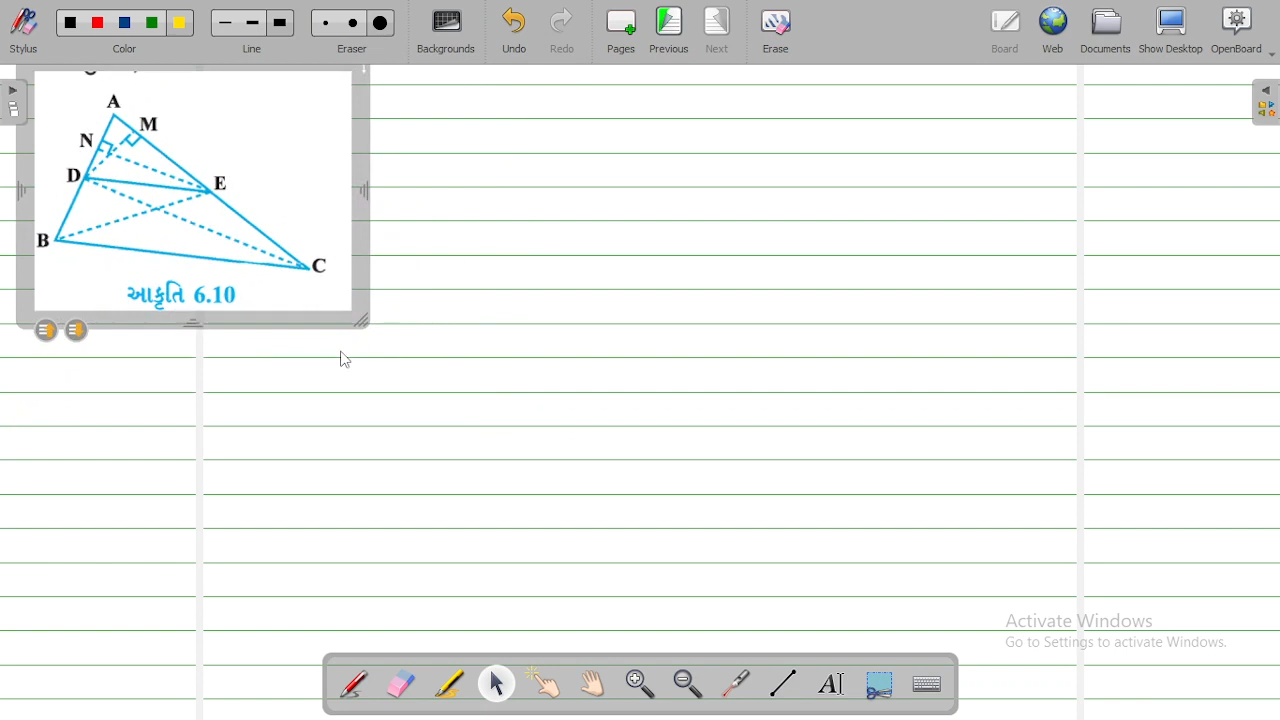 Stylus
Color
Line
Eraser
Backgrounds
Undo
Redo
Pages
Previous
Next
Erase
Board
Web
Documents
Show Desktop
OpenBoard
A
M
N
D
E
B
C
આકૃતિ 6.10
Activate Windows
Go to Settings to activate Windows.